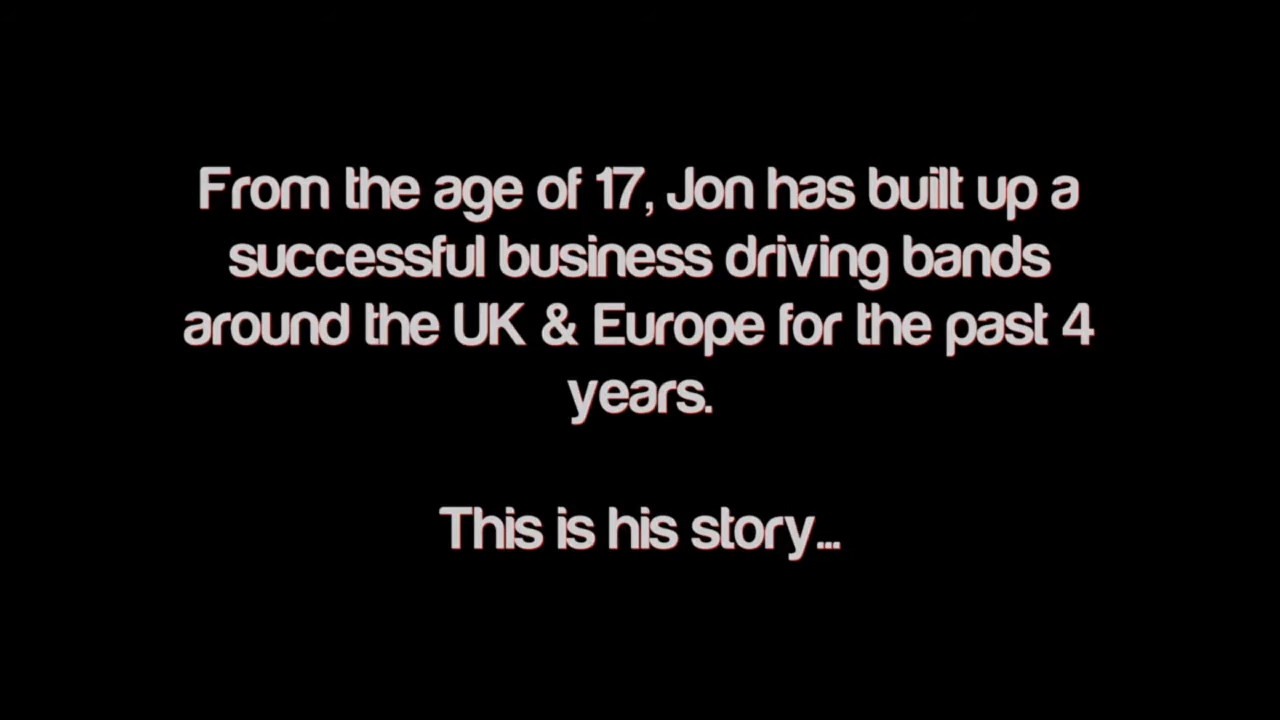 From the age of 17, Jon has built up a
successful business driving bands
around the UK & Europe for the past 4
years.
This is his story...